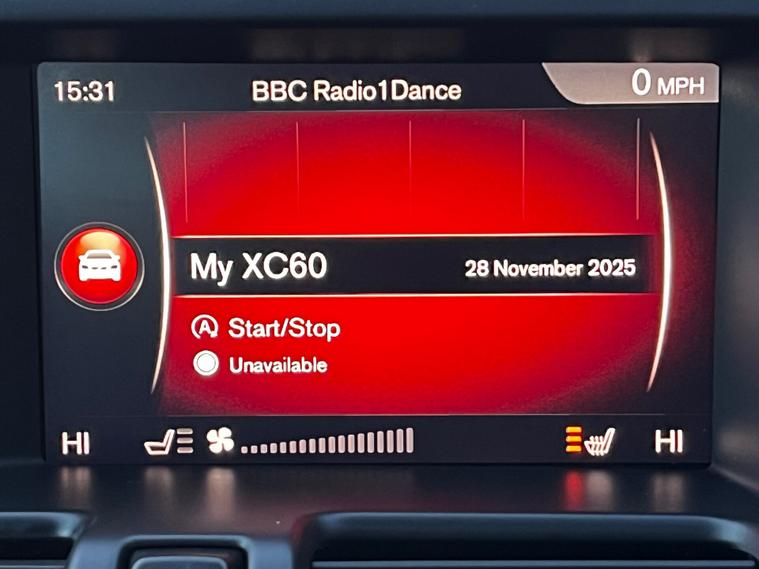 15:31 BBC Radio1Dance 0 MPH
My XC60 28 November 2025
A Start/Stop
Unavailable
HI HI